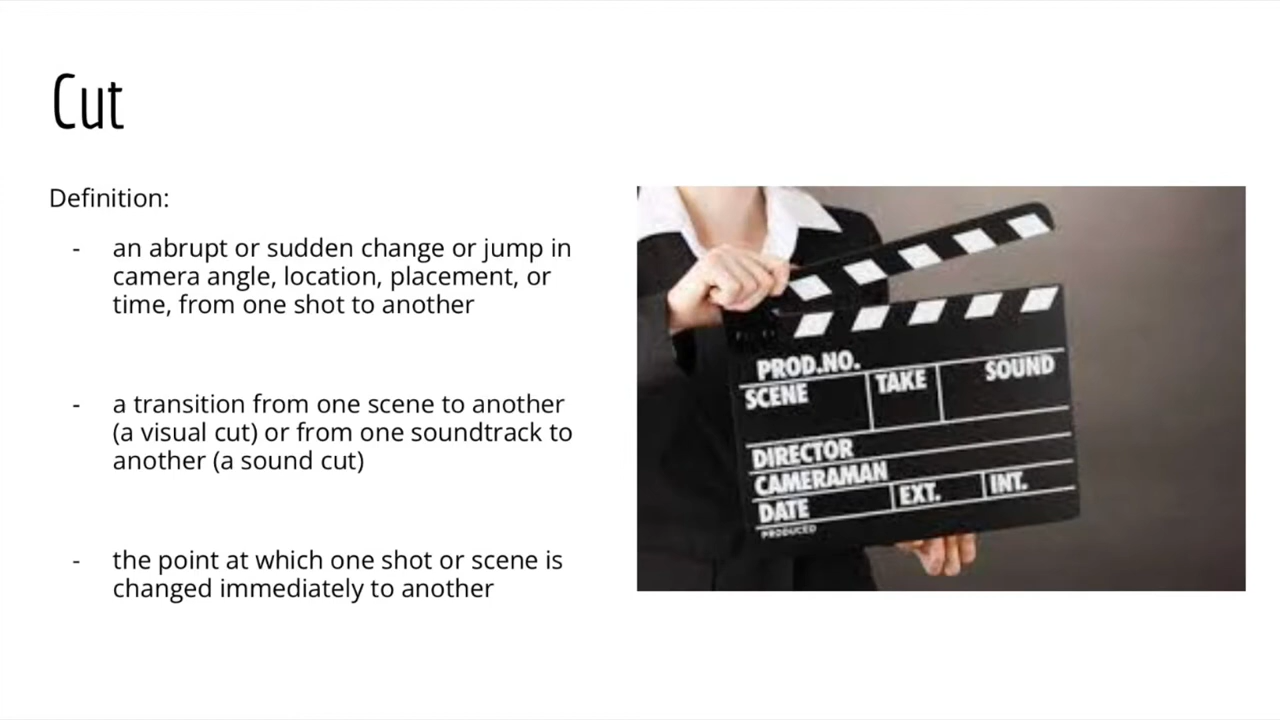 Cut
Definition:
- an abrupt or sudden change or jump in
camera angle, location, placement, or
time, from one shot to another
- a transition from one scene to another
(a visual cut) or from one soundtrack to
another (a sound cut)
- the point at which one shot or scene is
changed immediately to another
PROD.NO.
SCENE TAKE SOUND
DIRECTOR
CAMERAMAN
DATE EXT. INT.
PRODUCED